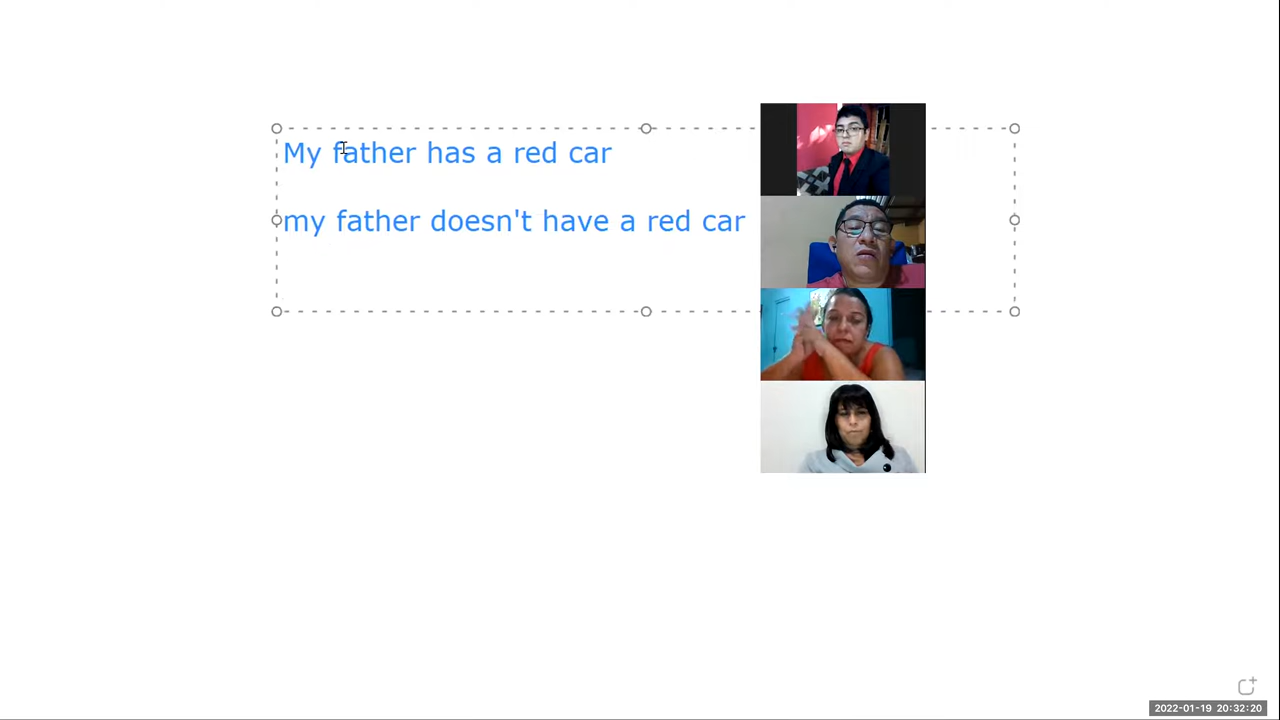 My father has a red car
my father doesn't have a red car
2022-01-19 20:32:20